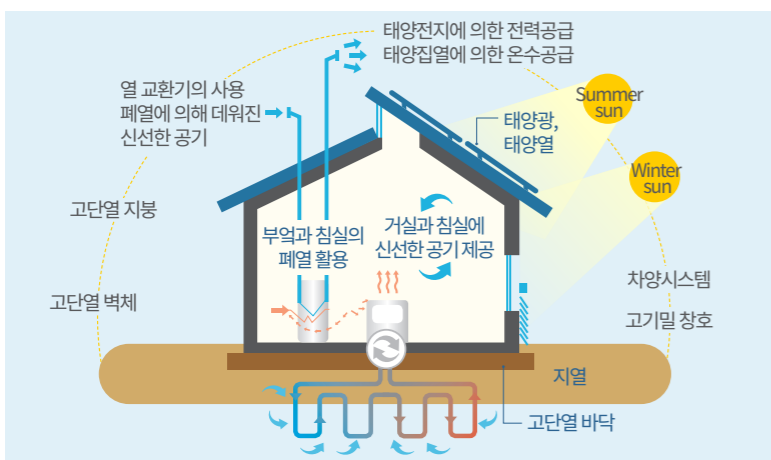 태양전지에 의한 전력공급
태양집열에 의한 온수공급
열 교환기의 사용
폐열에 의해 데워진
신선한 공기
Summer
sun
태양광,
태양열
Winter
sun
고단열 지붕
부엌과 침실의
폐열 활용
거실과 침실에
신선한 공기 제공
고단열 벽체
차양시스템
고기밀 창호
지열
고단열 바닥